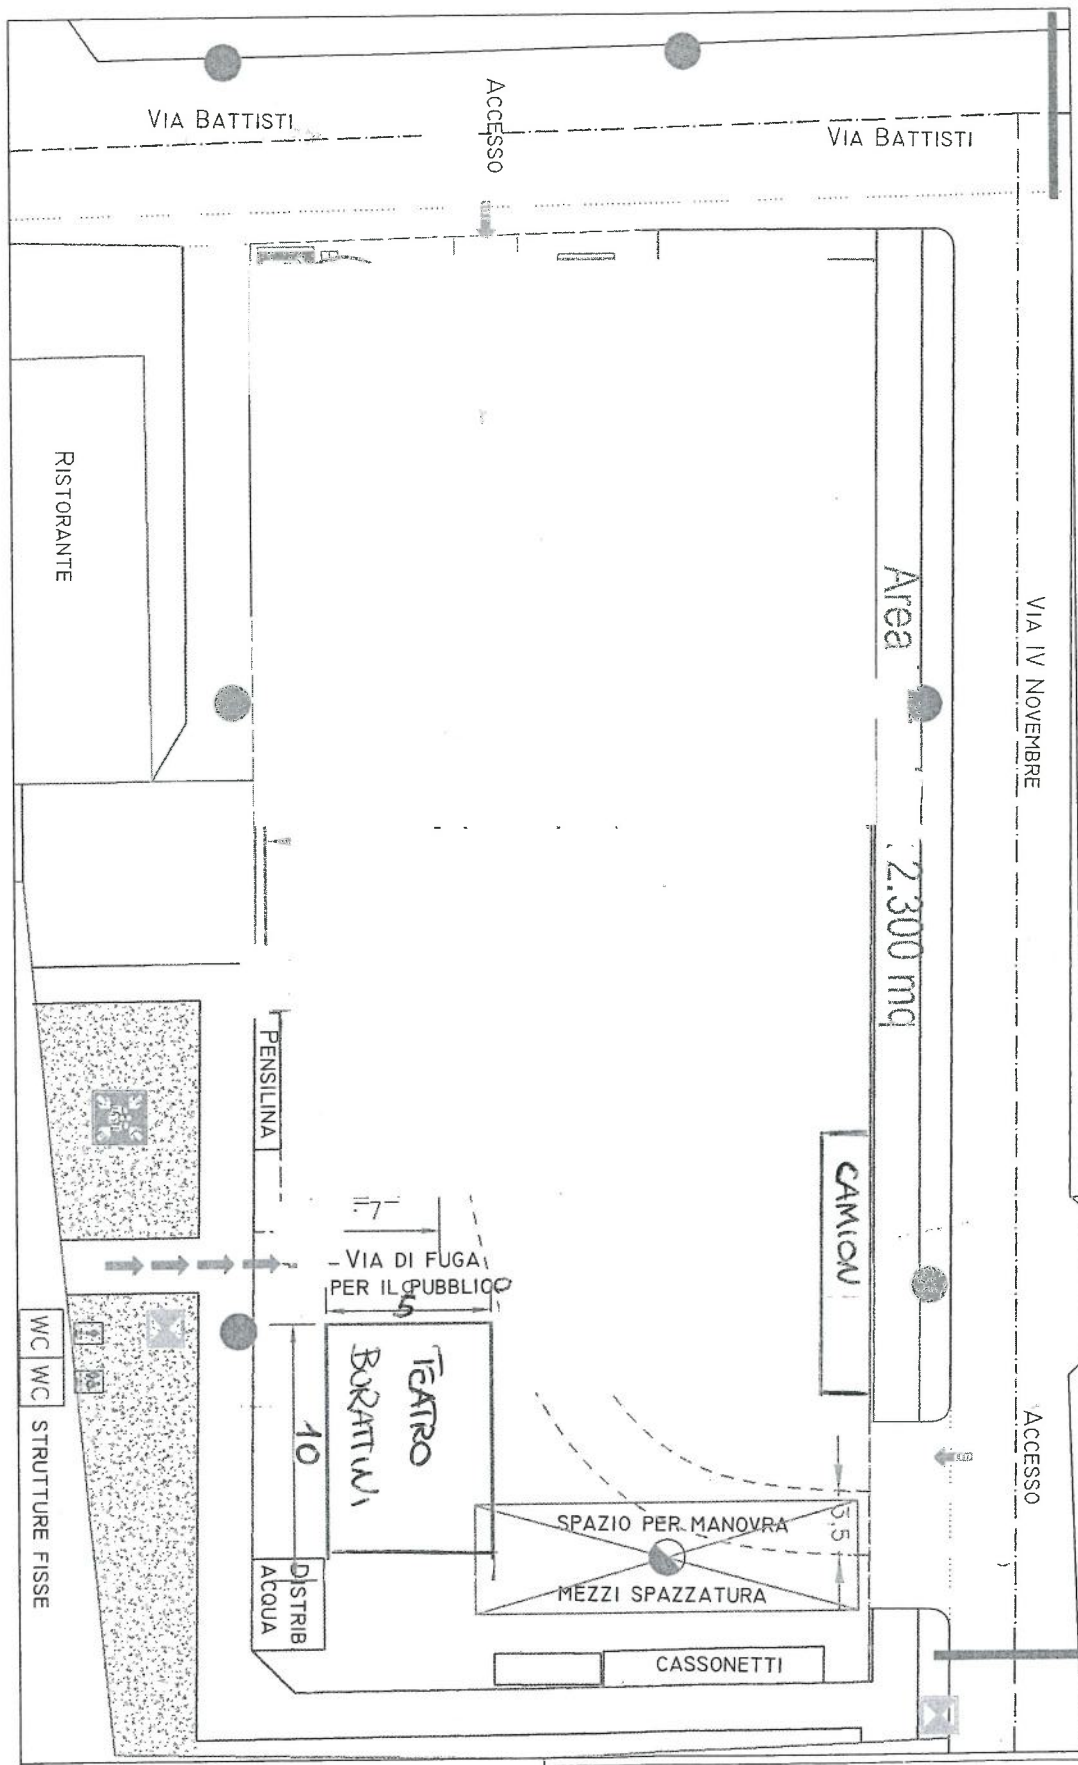 VIA BATTISTI
ACCESSO
VIA BATTISTI
RISTORANTE
Area
: 2.300 mq
VIA IV NOVEMBRE
PENSILINA
CAMION
7
VIA DI FUGA
PER IL PUBBLICO
5
TEATRO
BORATTINI
10
ACCESSO
3,5
SPAZIO PER MANOVRA
MEZZI SPAZZATURA
DISTRIB
ACQUA
CASSONETTI
WC
WC
STRUTTURE FISSE